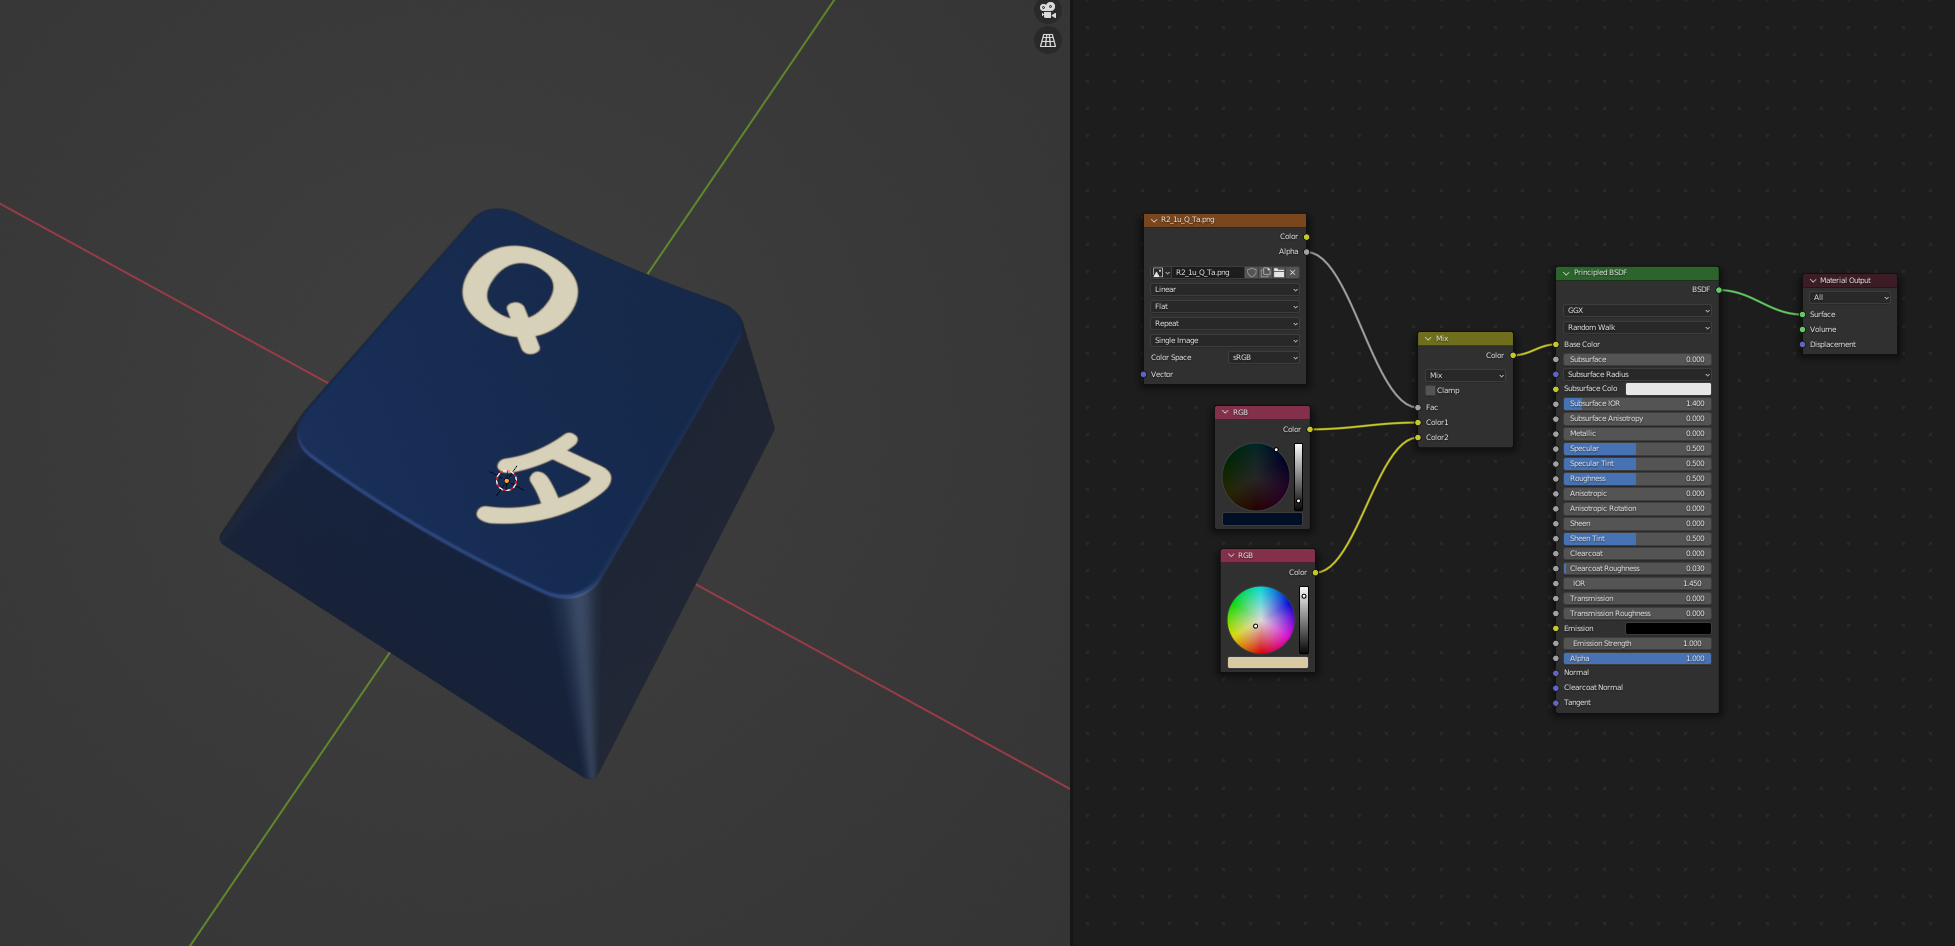 Q
タ
R2_1u_Q_Ta.png
Color
Alpha
R2_1u_Q_Ta.png
Linear
Flat
Repeat
Single Image
Color Space sRGB
Vector
RGB
Color
RGB
Color
Mix
Color
Mix
Clamp
Fac
Color1
Color2
Principled BSDF
BSDF
GGX
Random Walk
Base Color
Subsurface 0.000
Subsurface Radius
Subsurface Colo
Subsurface IOR 1.400
Subsurface Anisotropy 0.000
Metallic 0.000
Specular 0.500
Specular Tint 0.500
Roughness 0.500
Anisotropic 0.000
Anisotropic Rotation 0.000
Sheen 0.000
Sheen Tint 0.500
Clearcoat 0.000
Clearcoat Roughness 0.030
IOR 1.450
Transmission 0.000
Transmission Roughness 0.000
Emission
Emission Strength 1.000
Alpha 1.000
Normal
Clearcoat Normal
Tangent
Material Output
All
Surface
Volume
Displacement